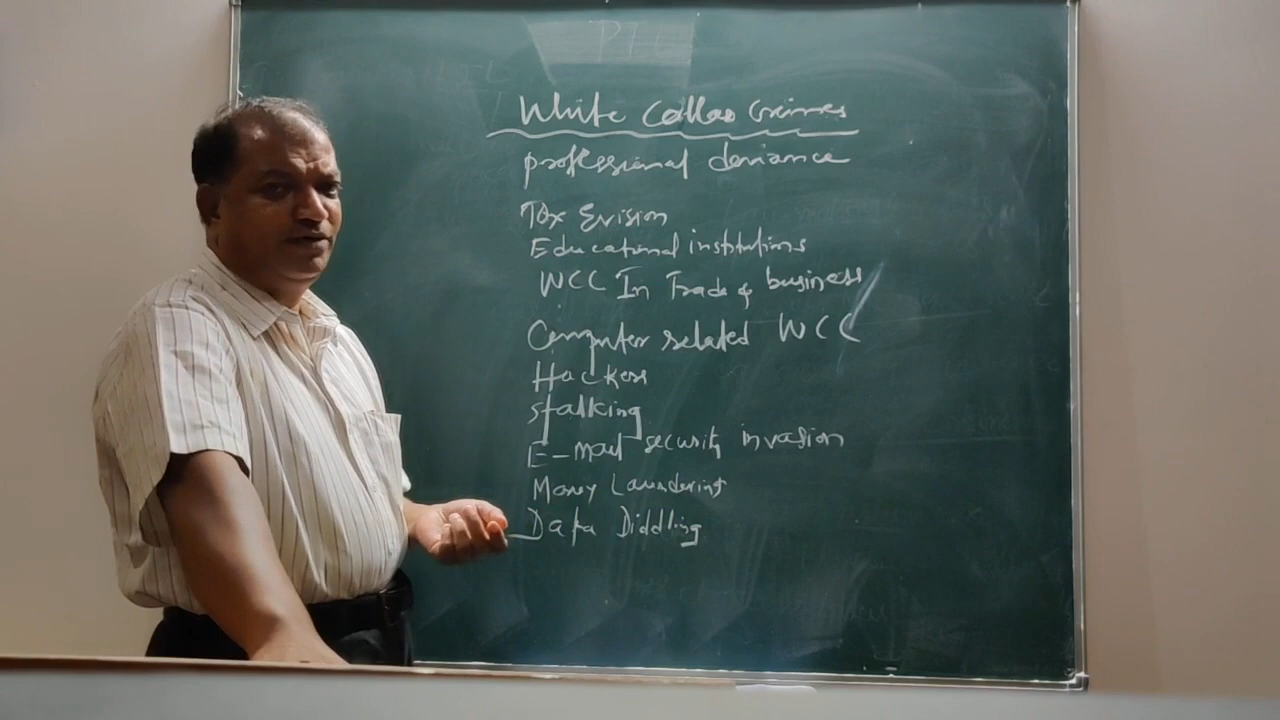 White Collar Crimes
professional deviance
Tax Evision
Educational institutions
WCC In Trade & business
Computer related WCC
Hackers
stalking
E-mail security invasion
Money Laundering
Data Diddling